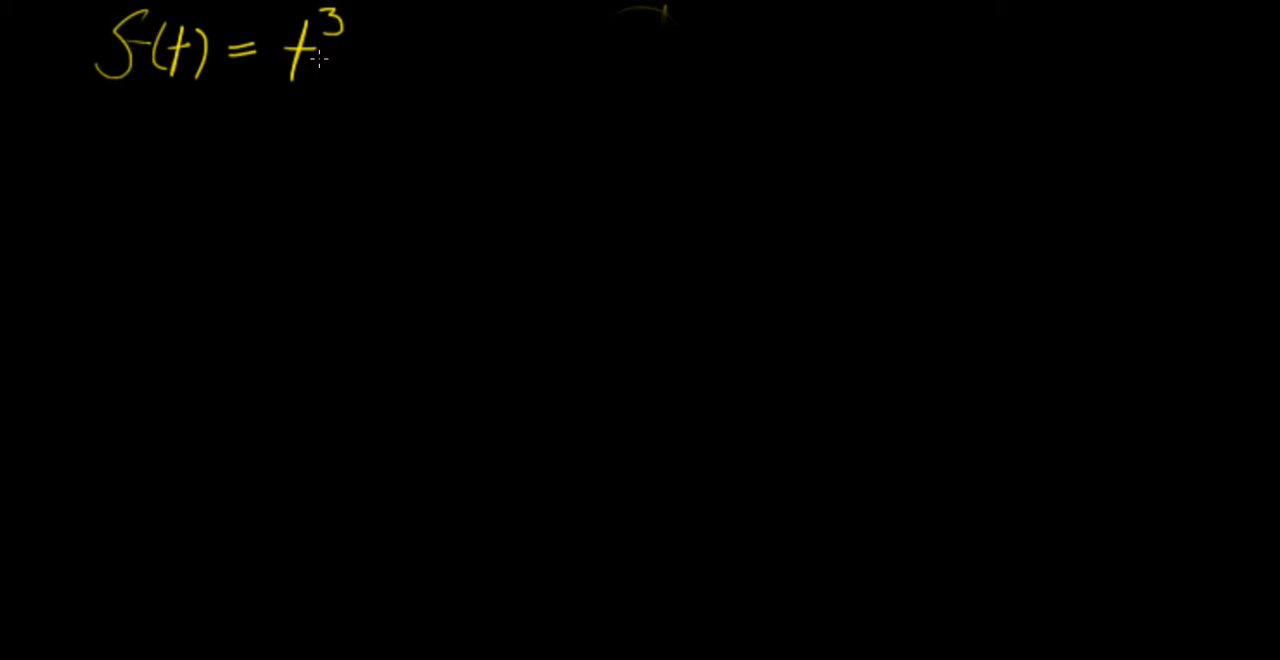 f(t) = t³